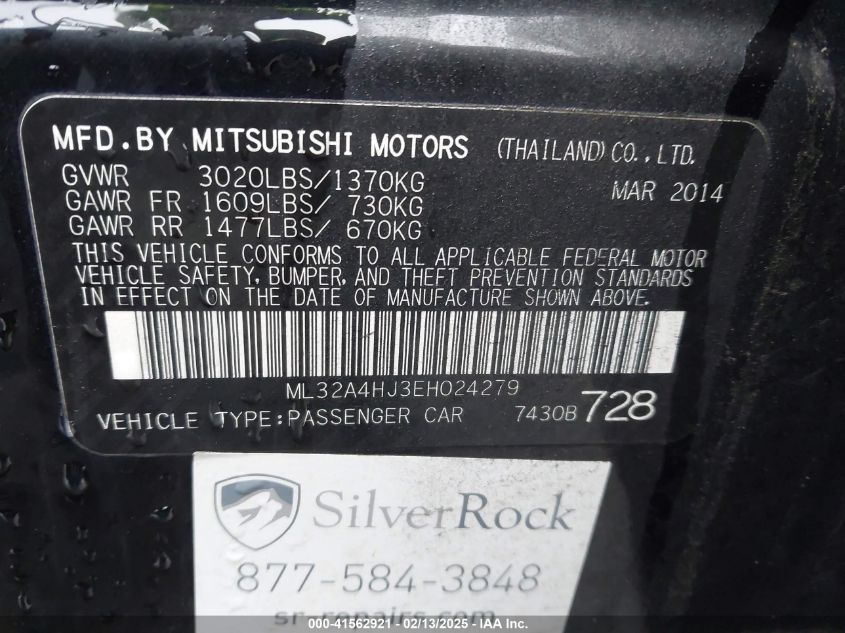 MFD.BY MITSUBISHI MOTORS (THAILAND) CO., LTD.
GVWR 3020LBS/1370KG MAR 2014
GAWR FR 1609LBS/ 730KG
GAWR RR 1477LBS/ 670KG
THIS VEHICLE CONFORMS TO ALL APPLICABLE FEDERAL MOTOR
VEHICLE SAFETY, BUMPER, AND THEFT PREVENTION STANDARDS
IN EFFECT ON THE DATE OF MANUFACTURE SHOWN ABOVE.
ML32A4HJ3EH024279
VEHICLE TYPE:PASSENGER CAR 7430B 728
SilverRock
877-584-3848
sr-repairs.com
000-41562921 - 02/13/2025 - IAA Inc.